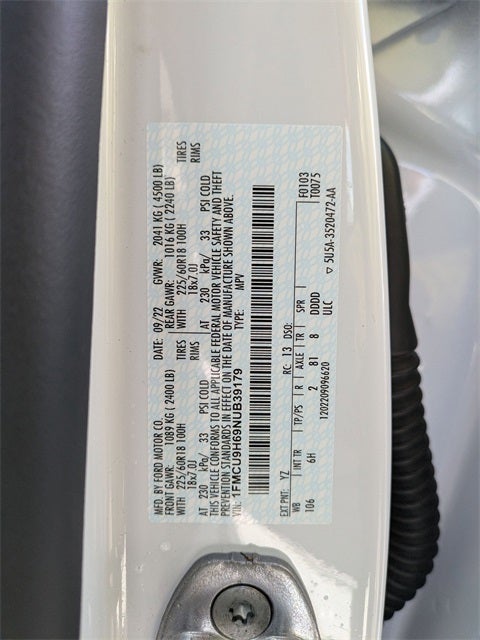 MFD. BY FORD MOTOR CO. DATE: 09/22 GVWR: 2041 KG ( 4500 LB)
FRONT GAWR: 1089 KG ( 2400 LB) REAR GAWR: 1016 KG ( 2240 LB)
WITH 225/60R18 100H TIRES WITH 225/60R18 100H TIRES
18x7.0J RIMS 18x7.0J RIMS
AT 230 kPa/ 33 PSI COLD AT 230 kPa/ 33 PSI COLD
THIS VEHICLE CONFORMS TO ALL APPLICABLE FEDERAL MOTOR VEHICLE SAFETY AND THEFT
PREVENTION STANDARDS IN EFFECT ON THE DATE OF MANUFACTURE SHOWN ABOVE.
VIN: 1FMCU9H69NUB39179 TYPE: MPV
EXT PNT: YZ RC: 13 DSO: F0103
WB INT TR TP/PS R AXLE TR SPR T0075
106 6H 2 81 8 DDDD
1202209096620 ULC
5U5A-3520472-AA